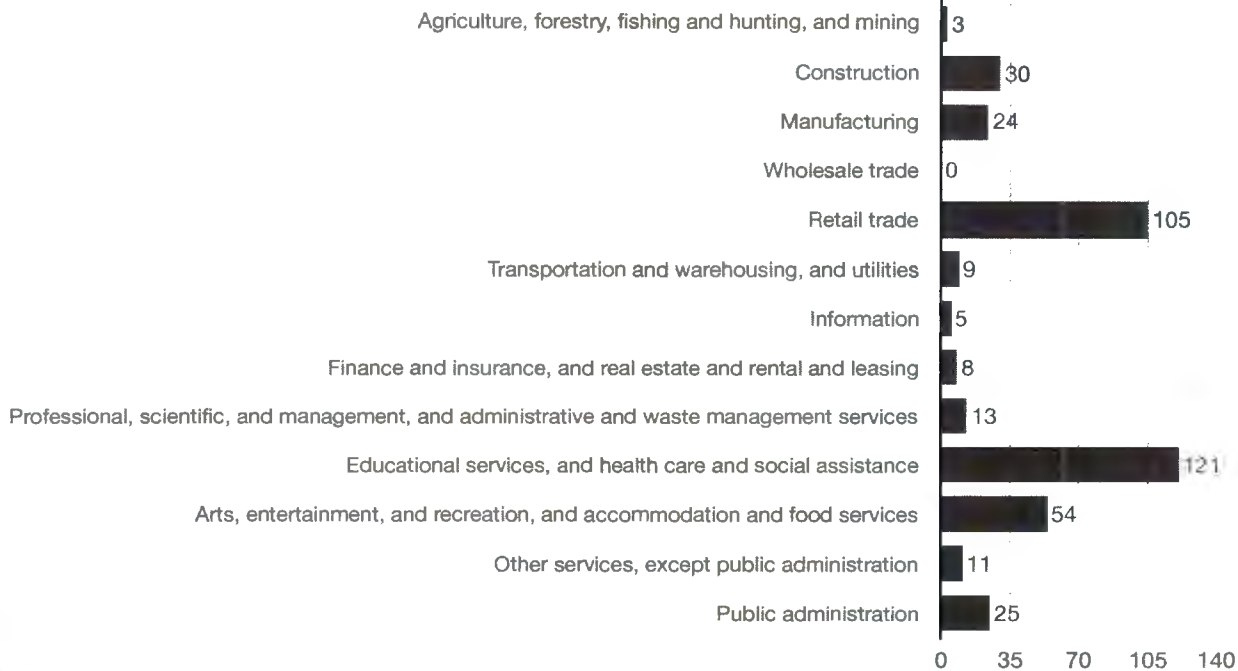 Agriculture, forestry, fishing and hunting, and mining 3
Construction 30
Manufacturing 24
Wholesale trade 0
Retail trade 105
Transportation and warehousing, and utilities 9
Information 5
Finance and insurance, and real estate and rental and leasing 8
Professional, scientific, and management, and administrative and waste management services 13
Educational services, and health care and social assistance 121
Arts, entertainment, and recreation, and accommodation and food services 54
Other services, except public administration 11
Public administration 25
0 35 70 105 140